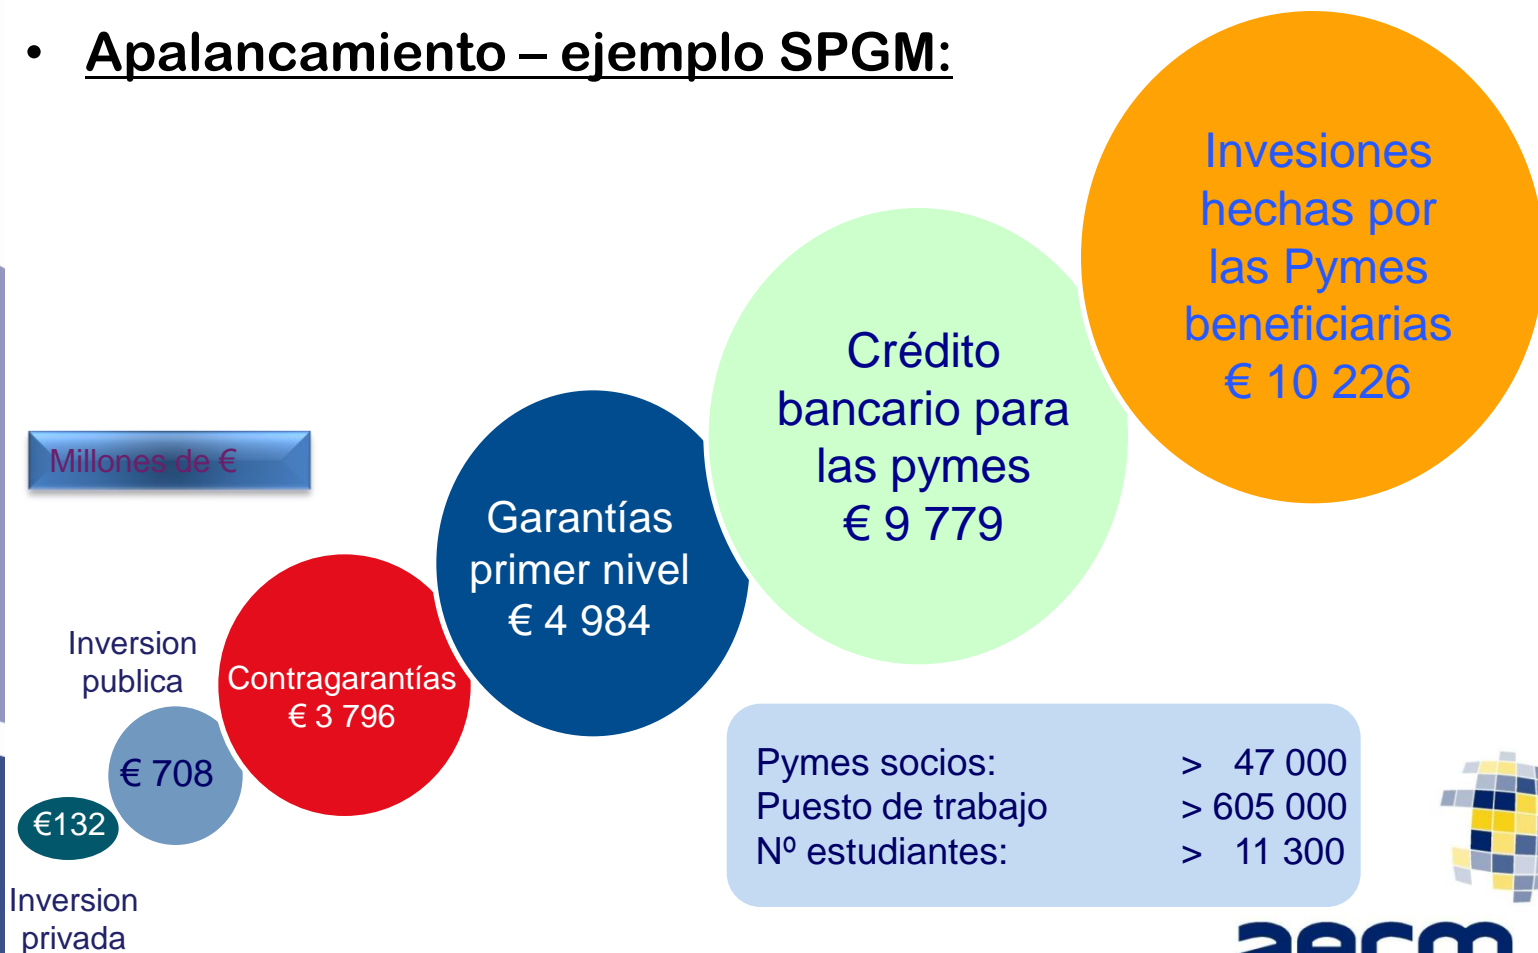 • Apalancamiento – ejemplo SPGM:
Invesiones
hechas por
las Pymes
beneficiarias
€ 10 226
Crédito
bancario para
las pymes
€ 9 779
Millones de €
Garantías
primer nivel
€ 4 984
Contragarantías
€ 3 796
Inversion
publica
€ 708
€132
Inversion
privada
Pymes socios: > 47 000
Puesto de trabajo > 605 000
Nº estudiantes: > 11 300
aecm